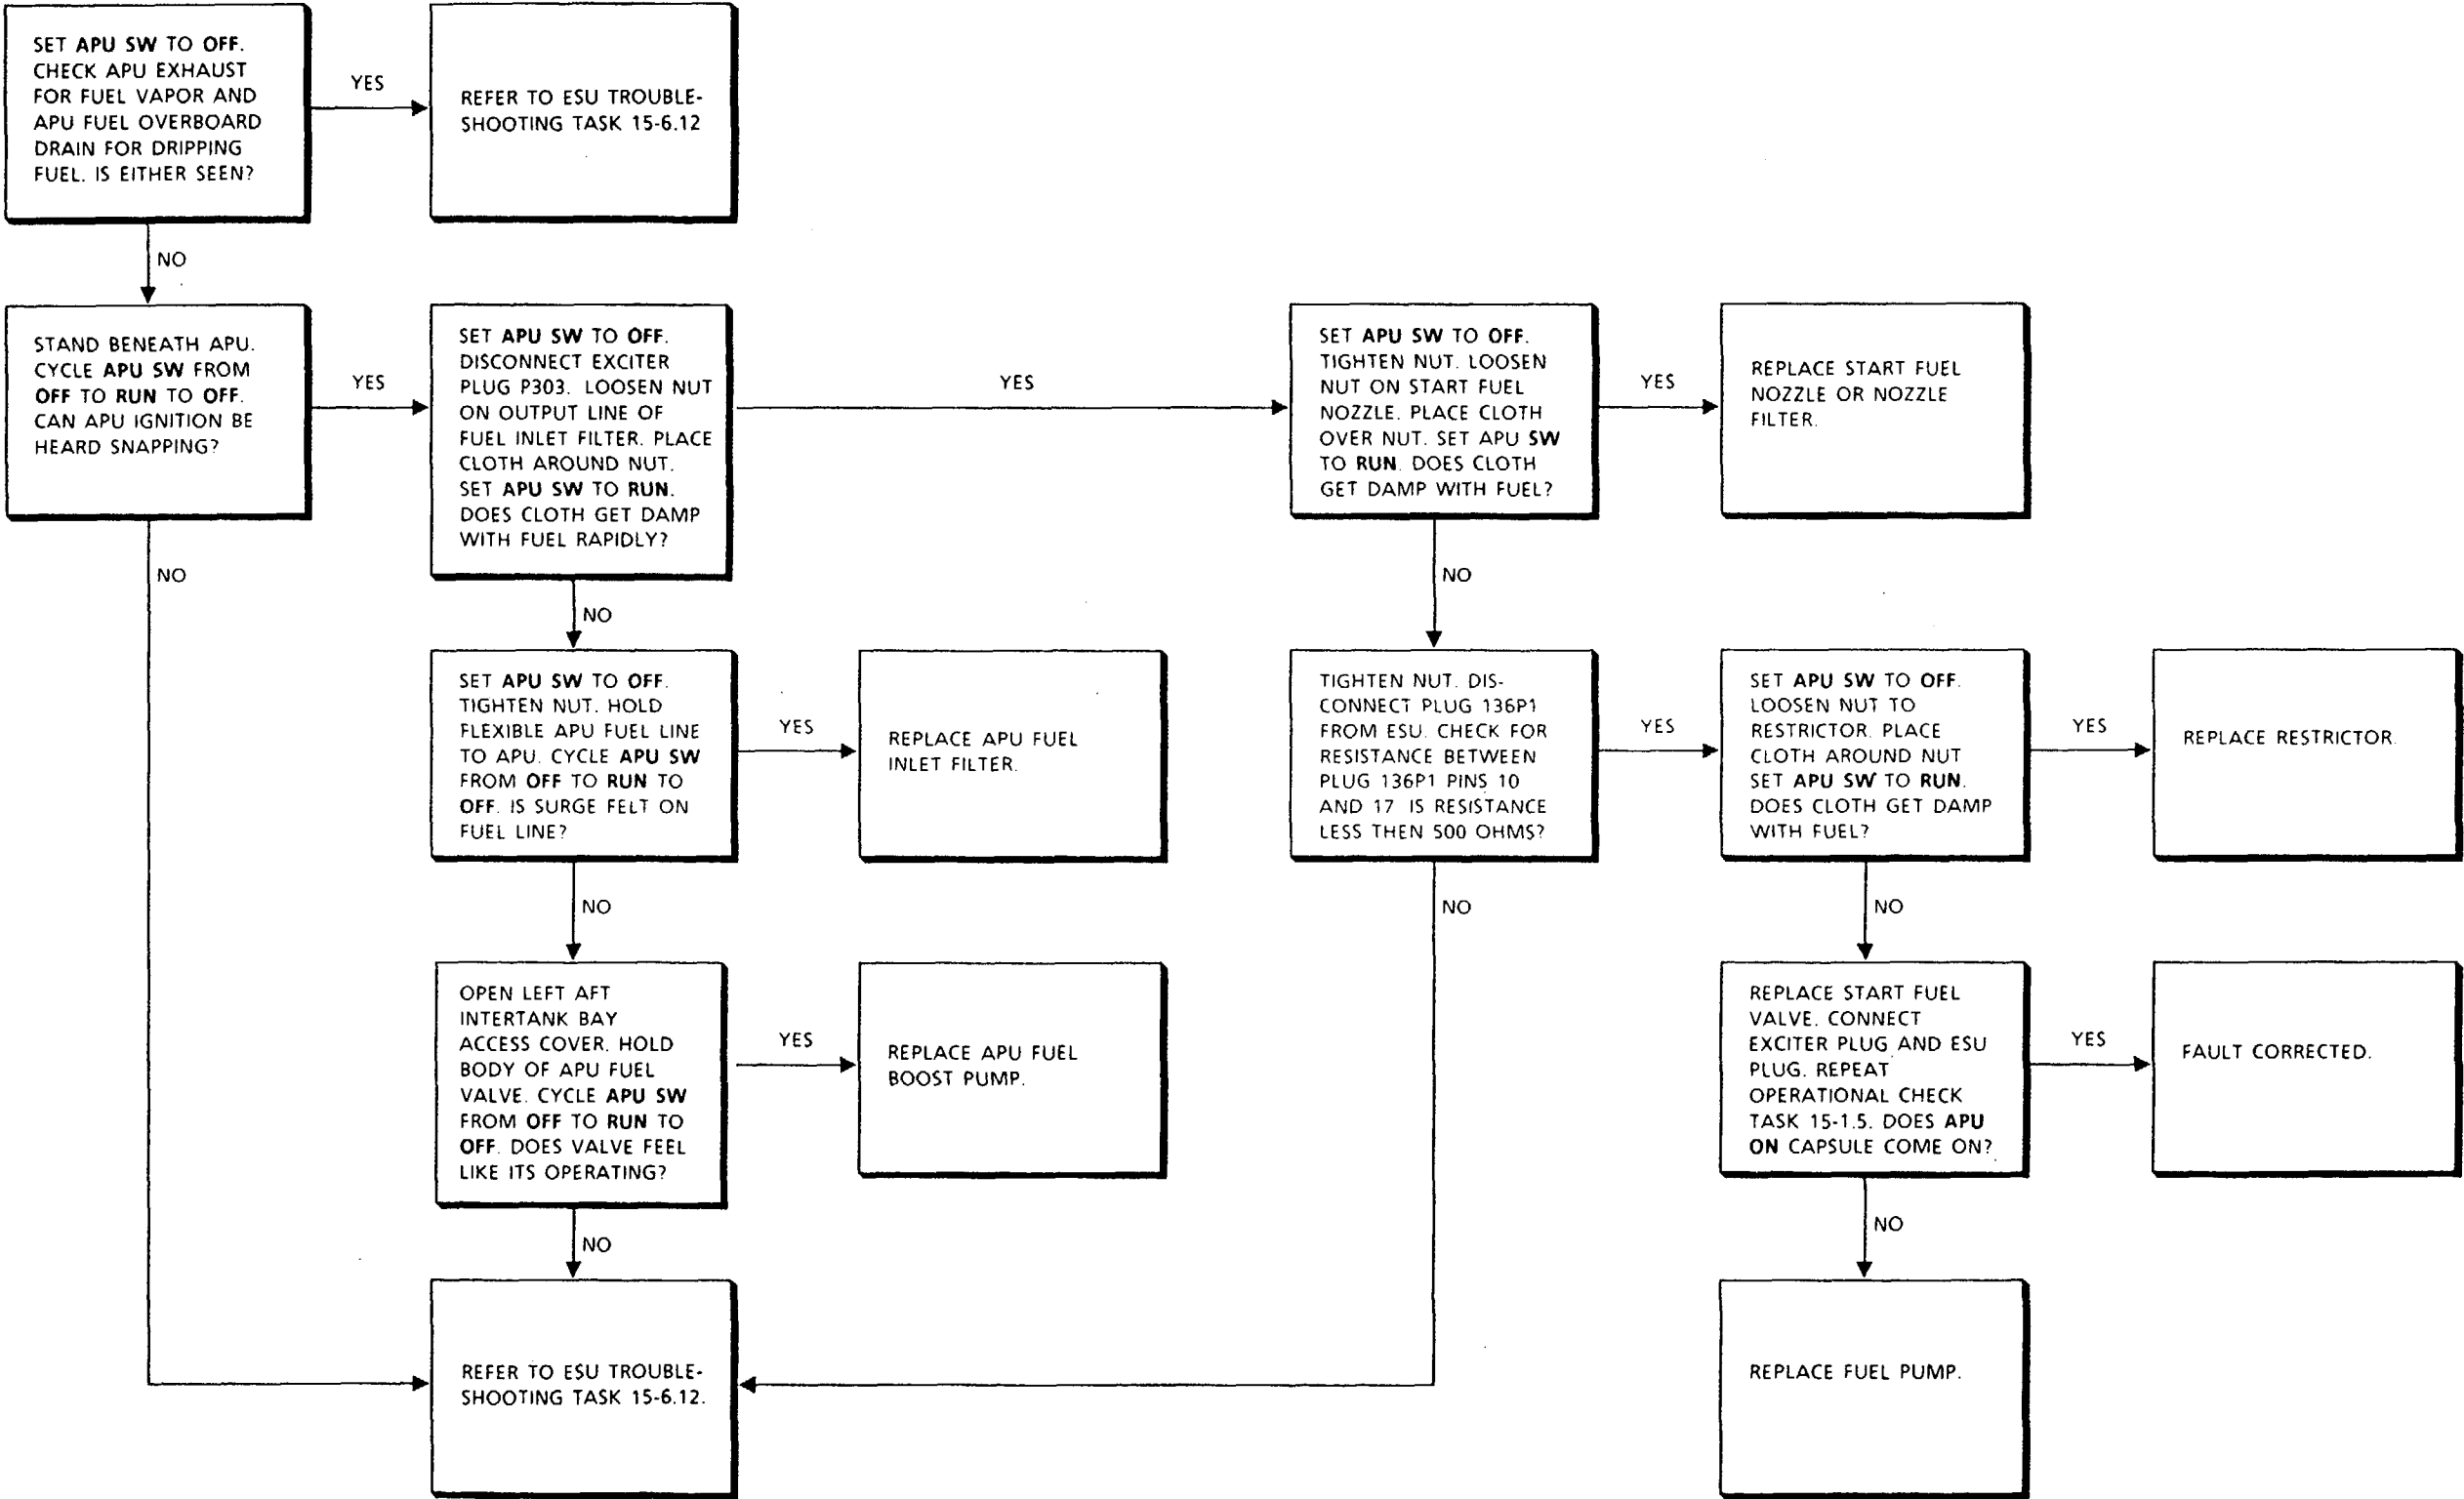 SET APU SW TO OFF.
CHECK APU EXHAUST
FOR FUEL VAPOR AND
APU FUEL OVERBOARD
DRAIN FOR DRIPPING
FUEL. IS EITHER SEEN?
YES
REFER TO ESU TROUBLE-
SHOOTING TASK 15-6.12
NO
STAND BENEATH APU.
CYCLE APU SW FROM
OFF TO RUN TO OFF.
CAN APU IGNITION BE
HEARD SNAPPING?
YES
SET APU SW TO OFF.
DISCONNECT EXCITER
PLUG P303. LOOSEN NUT
ON OUTPUT LINE OF
FUEL INLET FILTER. PLACE
CLOTH AROUND NUT.
SET APU SW TO RUN.
DOES CLOTH GET DAMP
WITH FUEL RAPIDLY?
YES
SET APU SW TO OFF.
TIGHTEN NUT. LOOSEN
NUT ON START FUEL
NOZZLE. PLACE CLOTH
OVER NUT. SET APU SW
TO RUN. DOES CLOTH
GET DAMP WITH FUEL?
YES
REPLACE START FUEL
NOZZLE OR NOZZLE
FILTER.
NO
NO
NO
SET APU SW TO OFF.
TIGHTEN NUT. HOLD
FLEXIBLE APU FUEL LINE
TO APU. CYCLE APU SW
FROM OFF TO RUN TO
OFF. IS SURGE FELT ON
FUEL LINE?
YES
REPLACE APU FUEL
INLET FILTER.
TIGHTEN NUT. DIS-
CONNECT PLUG 136P1
FROM ESU. CHECK FOR
RESISTANCE BETWEEN
PLUG 136P1 PINS 10
AND 17 IS RESISTANCE
LESS THEN 500 OHMS?
YES
SET APU SW TO OFF.
LOOSEN NUT TO
RESTRICTOR. PLACE
CLOTH AROUND NUT
SET APU SW TO RUN.
DOES CLOTH GET DAMP
WITH FUEL?
YES
REPLACE RESTRICTOR.
NO
NO
NO
OPEN LEFT AFT
INTERTANK BAY
ACCESS COVER. HOLD
BODY OF APU FUEL
VALVE. CYCLE APU SW
FROM OFF TO RUN TO
OFF. DOES VALVE FEEL
LIKE ITS OPERATING?
YES
REPLACE APU FUEL
BOOST PUMP.
REPLACE START FUEL
VALVE. CONNECT
EXCITER PLUG AND ESU
PLUG. REPEAT
OPERATIONAL CHECK
TASK 15-1.5. DOES APU
ON CAPSULE COME ON?
YES
FAULT CORRECTED.
NO
NO
REFER TO ESU TROUBLE-
SHOOTING TASK 15-6.12.
REPLACE FUEL PUMP.